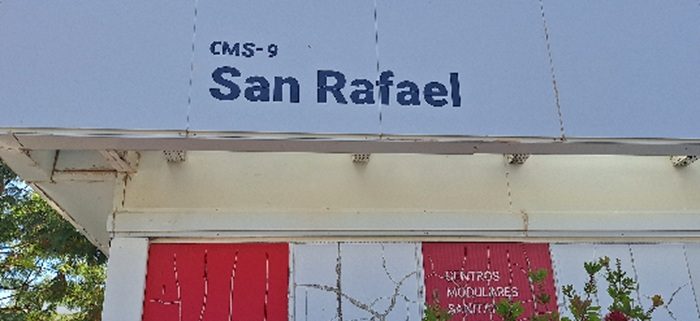 CMS-9
San Rafael
CENTROS
MODULARES